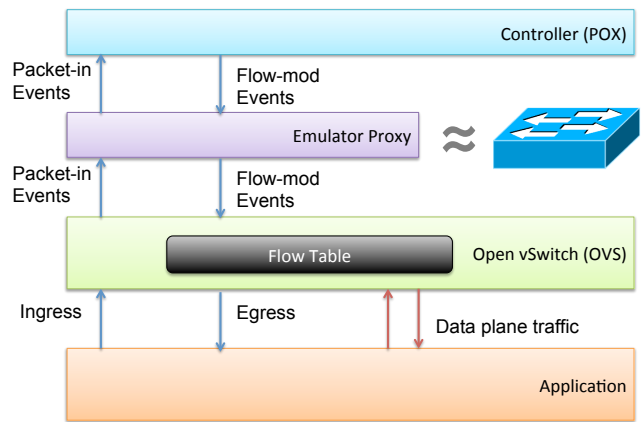 Controller (POX)
Packet-in
Events
Flow-mod
Events
Emulator Proxy
≈
Packet-in
Events
Flow-mod
Events
Flow Table
Open vSwitch (OVS)
Ingress
Egress
Data plane traffic
Application